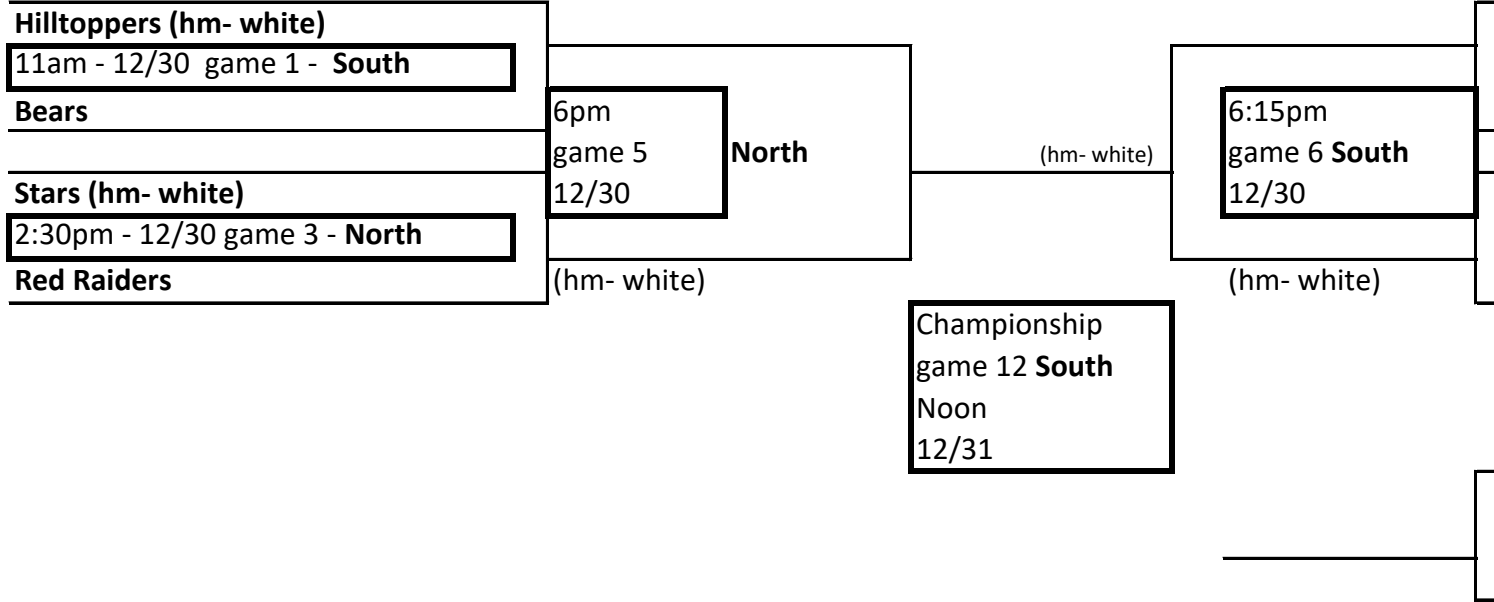 Hilltoppers (hm- white)
11am - 12/30 game 1 - South
Bears
Stars (hm- white)
2:30pm - 12/30 game 3 - North
Red Raiders
6pm
game 5 North
12/30
(hm- white)
(hm- white)
Championship
game 12 South
Noon
12/31
6:15pm
game 6 South
12/30
(hm- white)